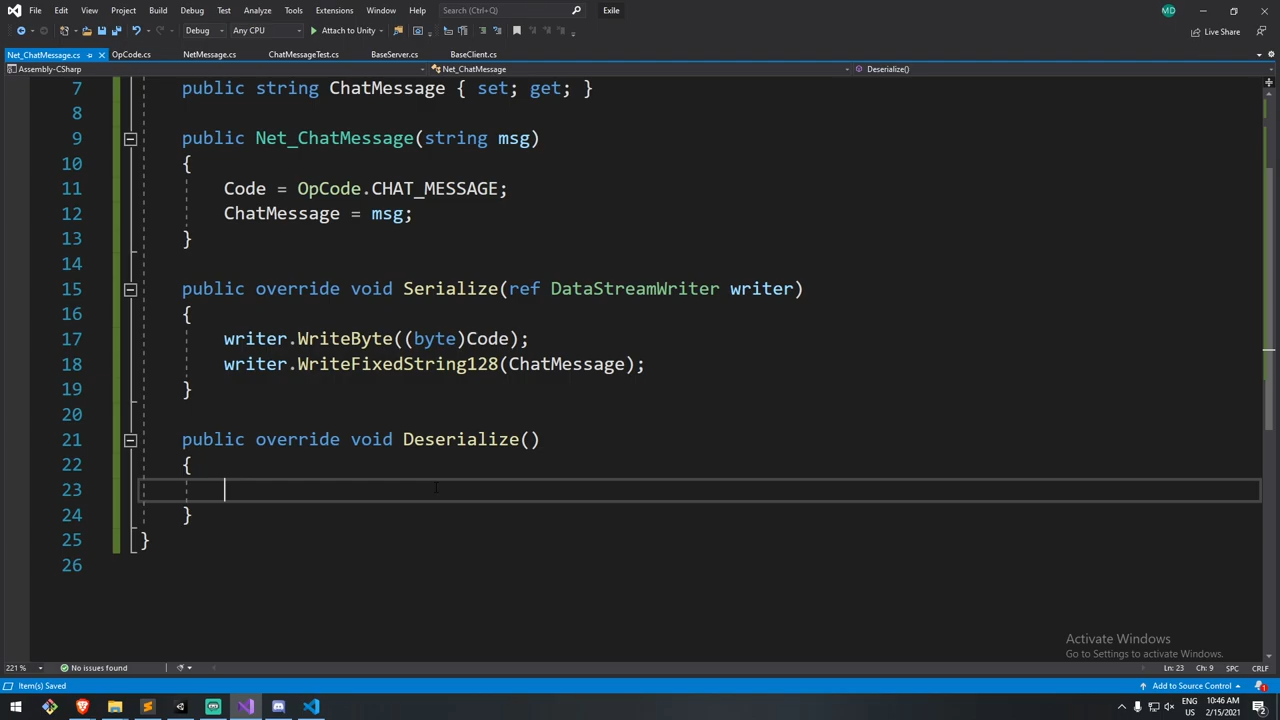 File Edit View Project Build Debug Test Analyze Tools Extensions Window Help Search (Ctrl+Q) Exile MD
Debug Any CPU Attach to Unity Live Share
Net_ChatMessage.cs OpCode.cs NetMessage.cs ChatMessageTest.cs BaseServer.cs BaseClient.cs
Assembly-CSharp Net_ChatMessage Deserialize()
7 public string ChatMessage { set; get; }
8
9 public Net_ChatMessage(string msg)
10 {
11 Code = OpCode.CHAT_MESSAGE;
12 ChatMessage = msg;
13 }
14
15 public override void Serialize(ref DataStreamWriter writer)
16 {
17 writer.WriteByte((byte)Code);
18 writer.WriteFixedString128(ChatMessage);
19 }
20
21 public override void Deserialize()
22 {
23
24 }
25 }
26
Activate Windows
Go to Settings to activate Windows.
221 % No issues found Ln: 23 Ch: 9 SPC CRLF
Item(s) Saved Add to Source Control 1
ENG 10:46 AM
US 2/15/2021 2